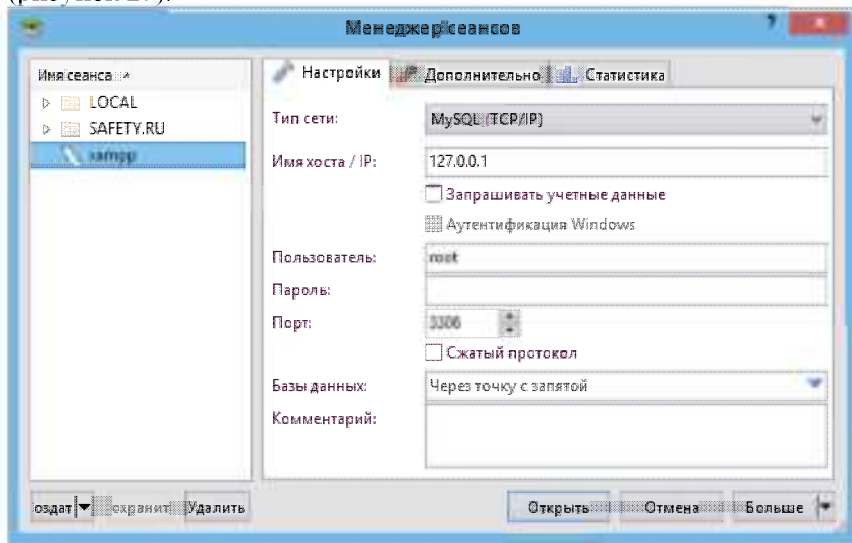 Менеджер сеансов
?
Имя сеанса
LOCAL
SAFETY.RU
xampp
Настройки Дополнительно Статистика
Тип сети: MySQL (TCP/IP)
Имя хоста / IP: 127.0.0.1
Запрашивать учетные данные
Аутентификация Windows
Пользователь: root
Пароль:
Порт: 3306
Сжатый протокол
Базы данных: Через точку с запятой
Комментарий:
оздат охранит Удалить
Открыть Отмена Больше